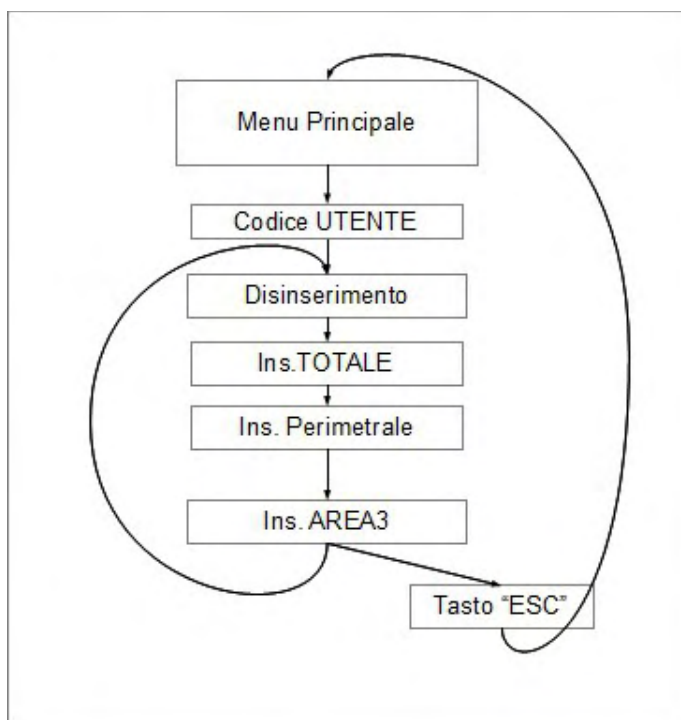 Menu Principale
Codice UTENTE
Disinserimento
Ins.TOTALE
Ins. Perimetrale
Ins. AREA3
Tasto “ESC”